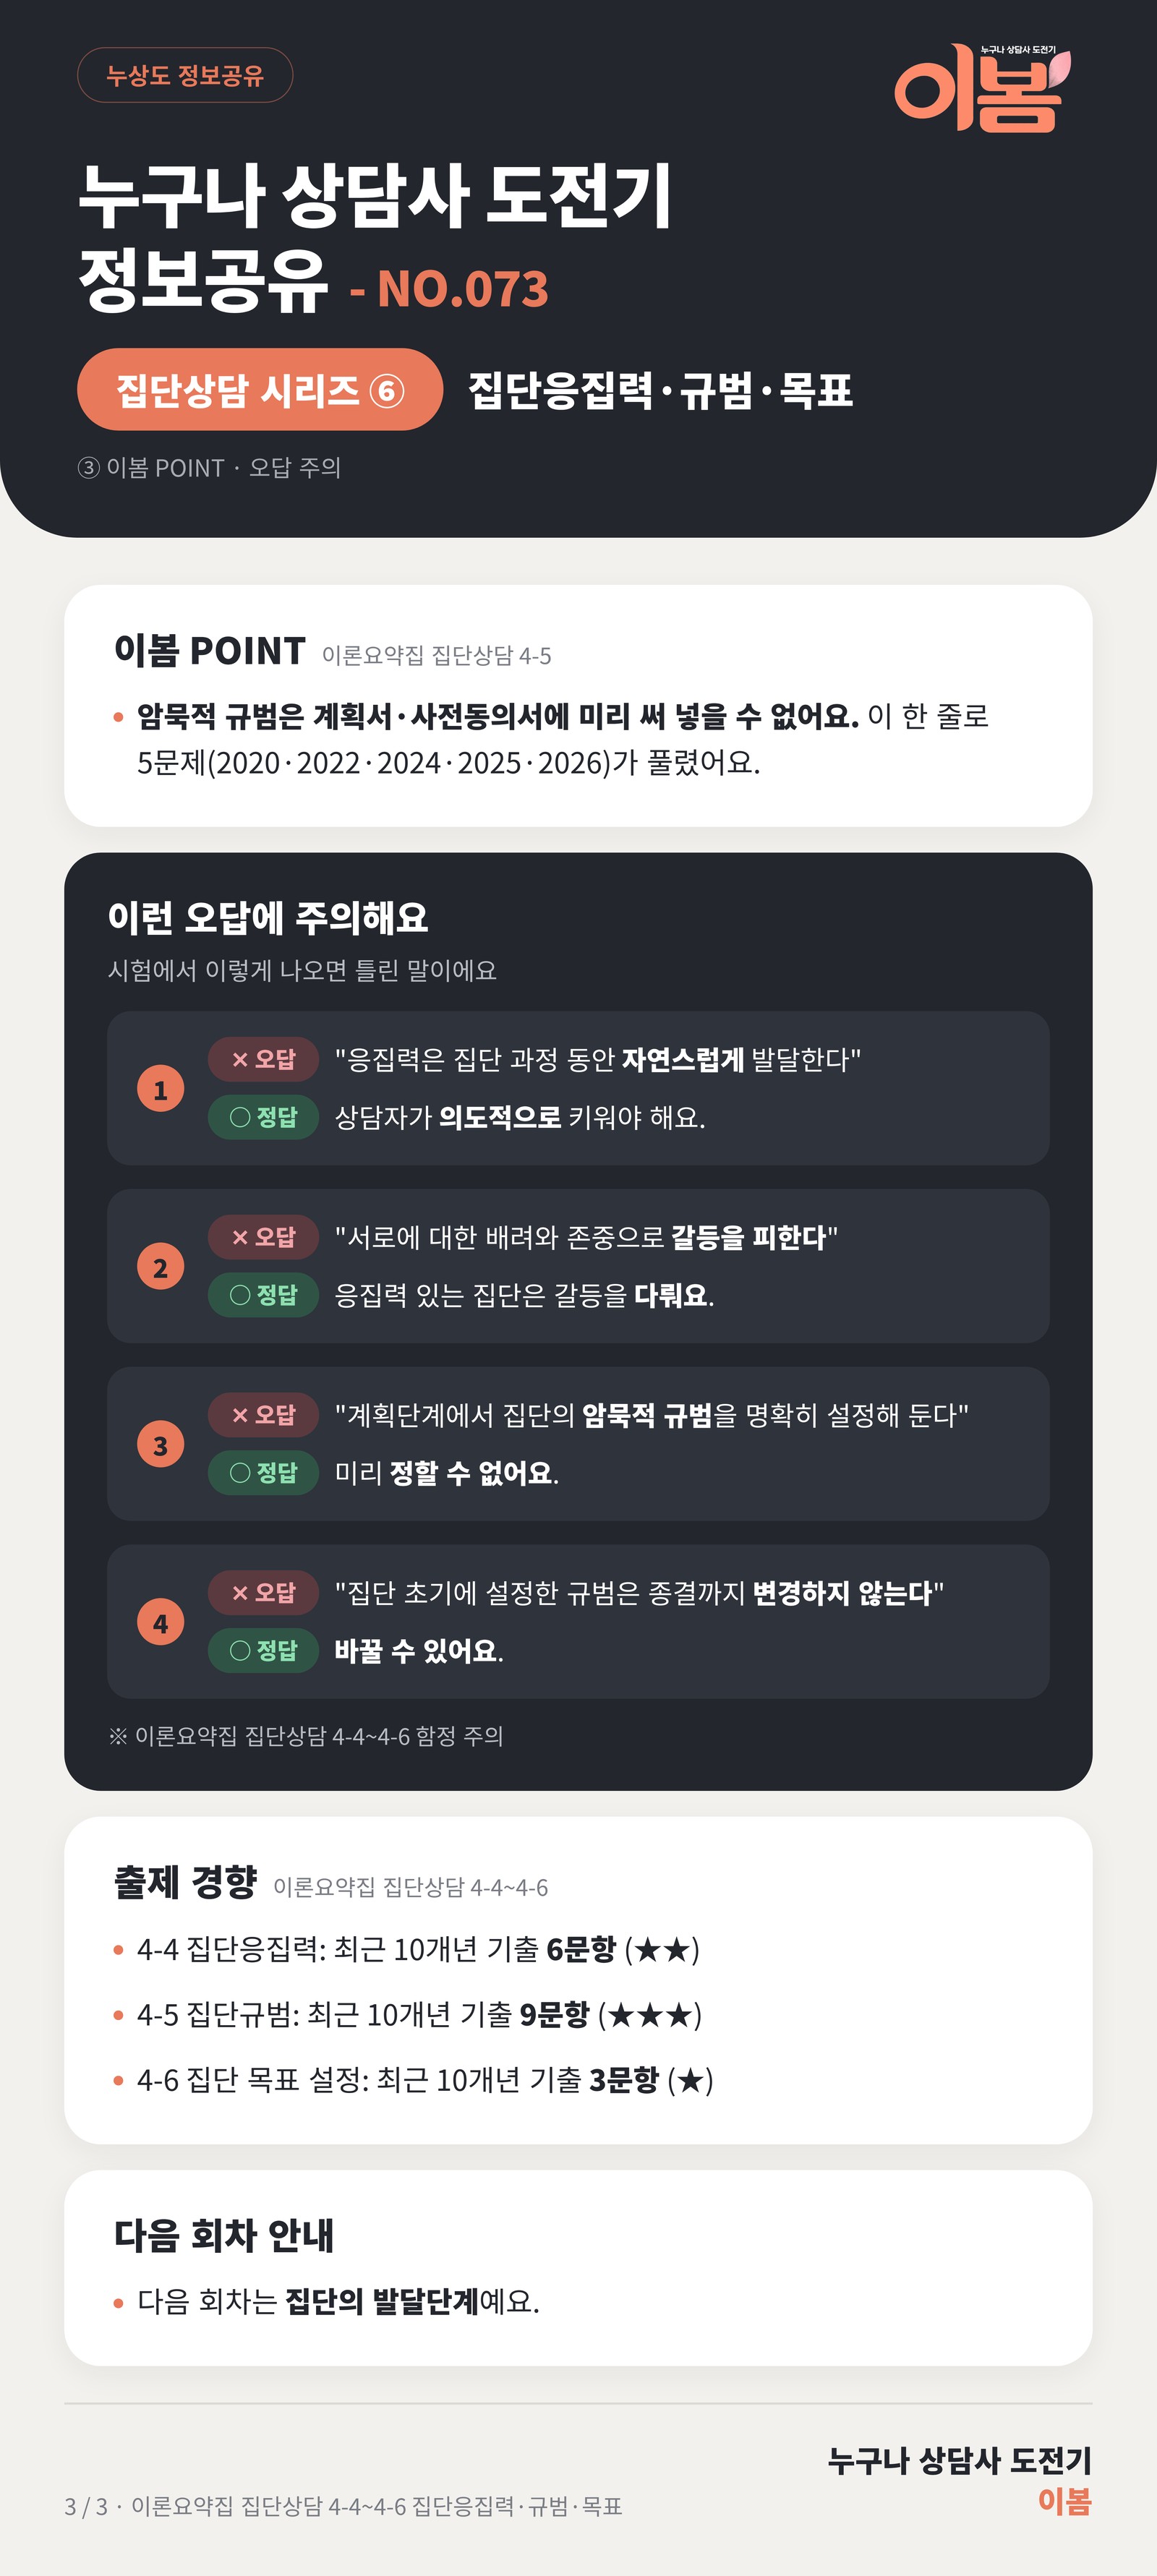 누상도 정보공유
누구나 상담사 도전기
이봄
누구나 상담사 도전기
정보공유 - NO.073
집단상담 시리즈 ⑥ 집단응집력·규범·목표
③ 이봄 POINT · 오답 주의
이봄 POINT 이론요약집 집단상담 4-5
• 암묵적 규범은 계획서·사전동의서에 미리 써 넣을 수 없어요. 이 한 줄로
5문제(2020·2022·2024·2025·2026)가 풀렸어요.
이런 오답에 주의해요
시험에서 이렇게 나오면 틀린 말이에요
1
✕ 오답 "응집력은 집단 과정 동안 자연스럽게 발달한다"
○ 정답 상담자가 의도적으로 키워야 해요.
2
✕ 오답 "서로에 대한 배려와 존중으로 갈등을 피한다"
○ 정답 응집력 있는 집단은 갈등을 다뤄요.
3
✕ 오답 "계획단계에서 집단의 암묵적 규범을 명확히 설정해 둔다"
○ 정답 미리 정할 수 없어요.
4
✕ 오답 "집단 초기에 설정한 규범은 종결까지 변경하지 않는다"
○ 정답 바꿀 수 있어요.
※ 이론요약집 집단상담 4-4~4-6 함정 주의
출제 경향 이론요약집 집단상담 4-4~4-6
• 4-4 집단응집력: 최근 10개년 기출 6문항 (★★)
• 4-5 집단규범: 최근 10개년 기출 9문항 (★★★)
• 4-6 집단 목표 설정: 최근 10개년 기출 3문항 (★)
다음 회차 안내
• 다음 회차는 집단의 발달단계예요.
누구나 상담사 도전기
3 / 3 · 이론요약집 집단상담 4-4~4-6 집단응집력·규범·목표
이봄